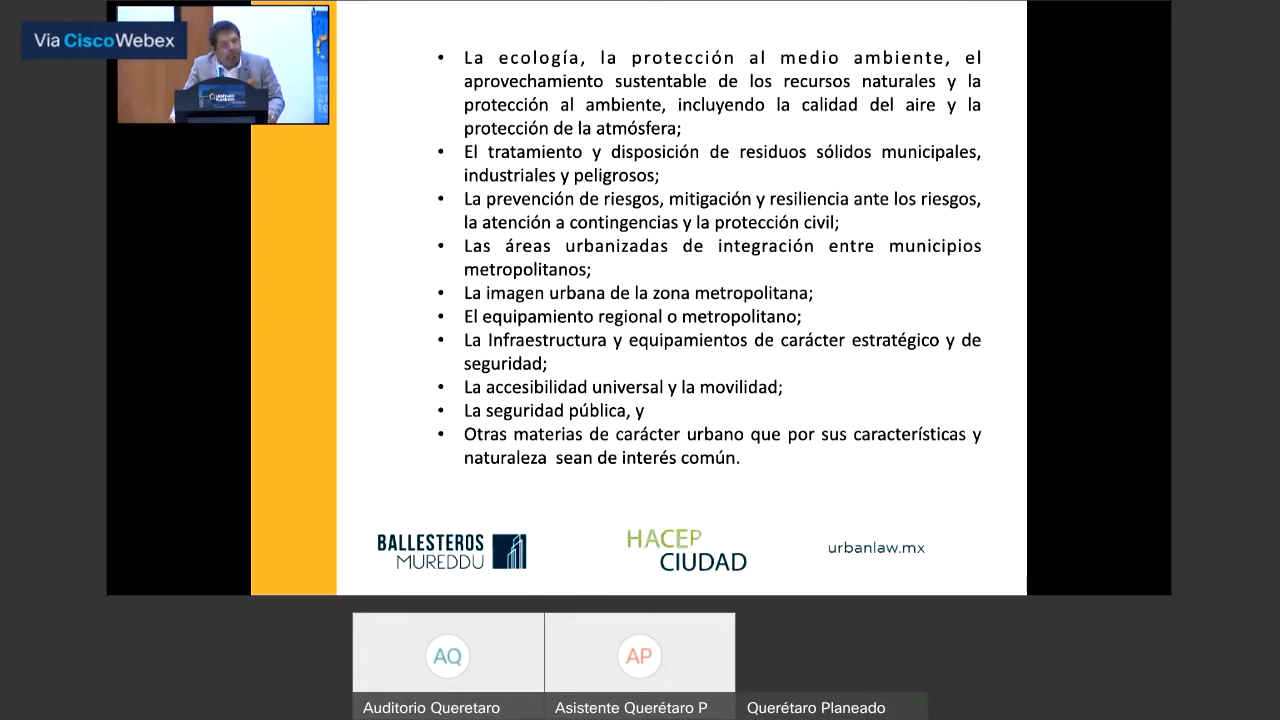 Vía CiscoWebex
• La ecología, la protección al medio ambiente, el
aprovechamiento sustentable de los recursos naturales y la
protección al ambiente, incluyendo la calidad del aire y la
protección de la atmósfera;
• El tratamiento y disposición de residuos sólidos municipales,
industriales y peligrosos;
• La prevención de riesgos, mitigación y resiliencia ante los riesgos,
la atención a contingencias y la protección civil;
• Las áreas urbanizadas de integración entre municipios
metropolitanos;
• La imagen urbana de la zona metropolitana;
• El equipamiento regional o metropolitano;
• La Infraestructura y equipamientos de carácter estratégico y de
seguridad;
• La accesibilidad universal y la movilidad;
• La seguridad pública, y
• Otras materias de carácter urbano que por sus características y
naturaleza sean de interés común.
BALLESTEROS
MUREDDU
HACER
CIUDAD
urbanlaw.mx
AQ
AP
Auditorio Queretaro
Asistente Querétaro P
Querétaro Planeado